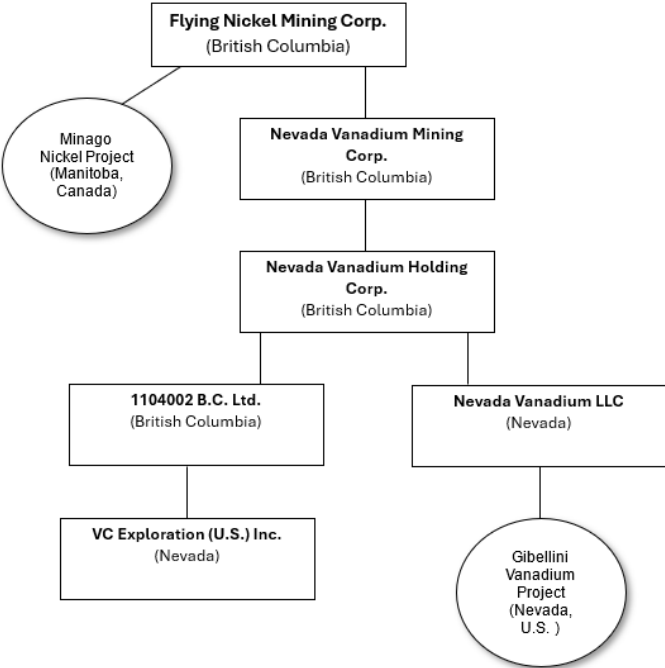 Flying Nickel Mining Corp.
(British Columbia)
Minago
Nickel Project
(Manitoba,
Canada)
Nevada Vanadium Mining
Corp.
(British Columbia)
Nevada Vanadium Holding
Corp.
(British Columbia)
1104002 B.C. Ltd.
(British Columbia)
Nevada Vanadium LLC
(Nevada)
VC Exploration (U.S.) Inc.
(Nevada)
Gibellini
Vanadium
Project
(Nevada,
U.S. )